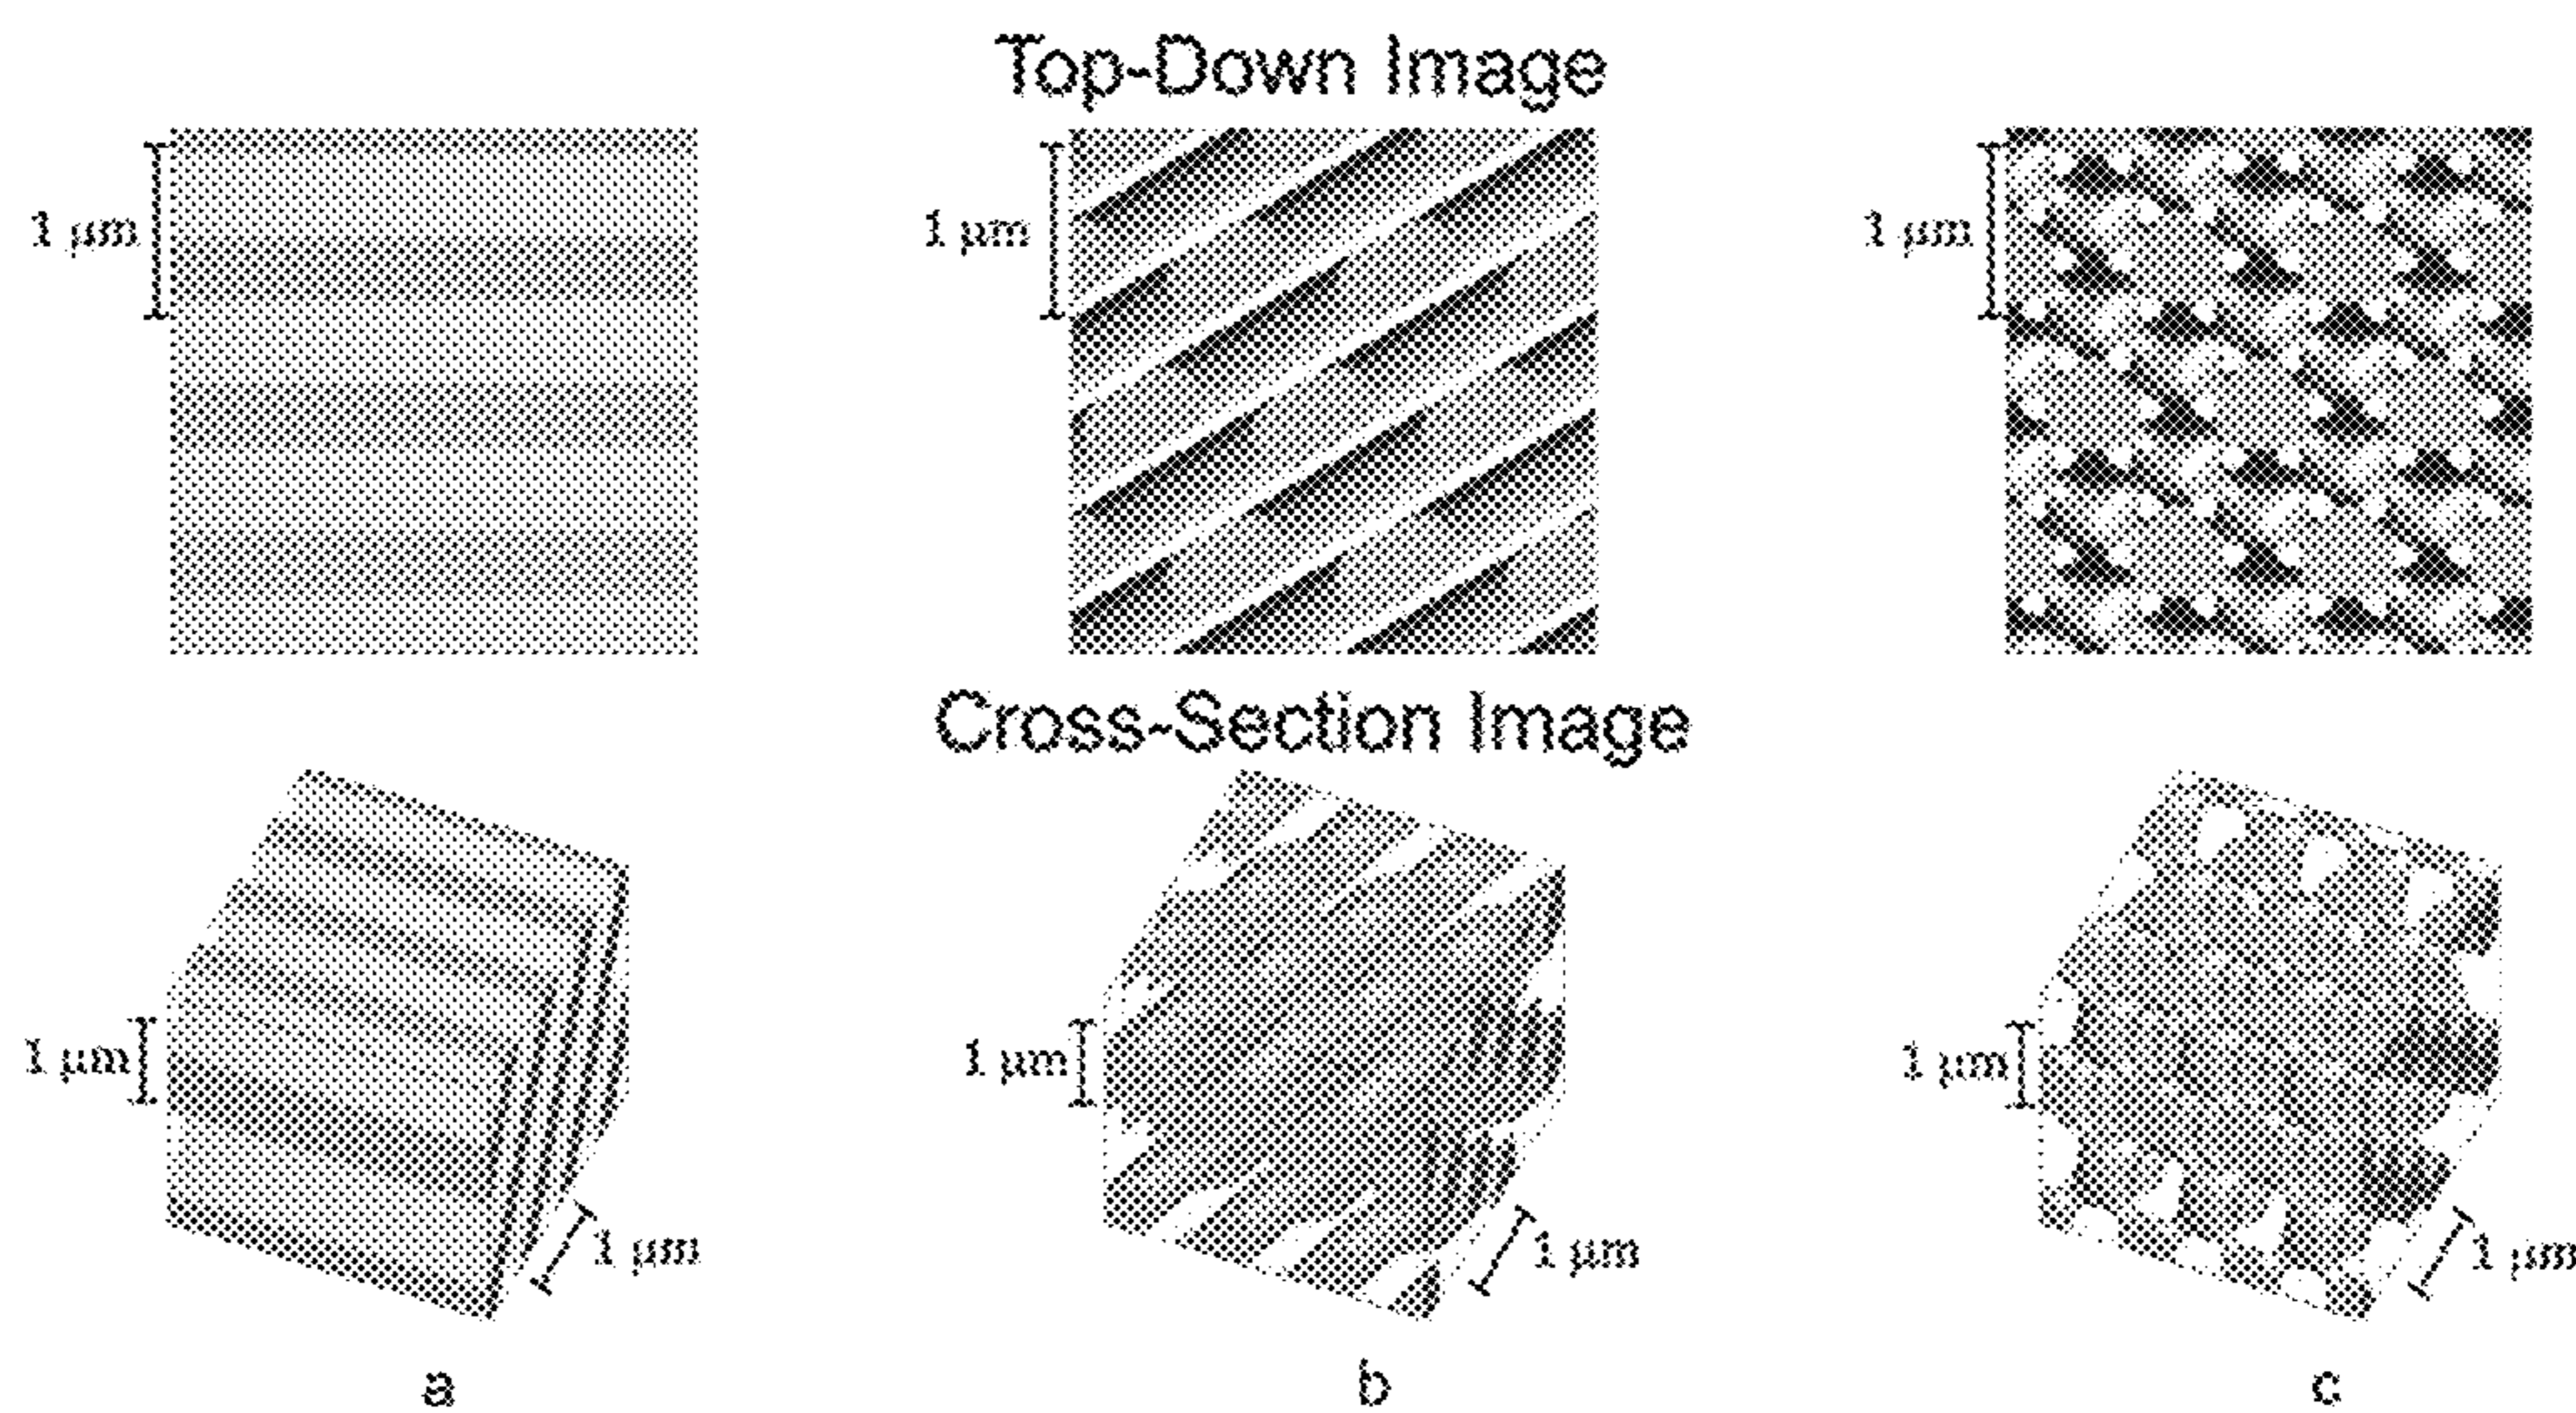 Top-Down Image
1 μm
1 μm
1 μm
Cross-Section Image
1 μm
1 μm
1 μm
1 μm
1 μm
1 μm
a
b
c